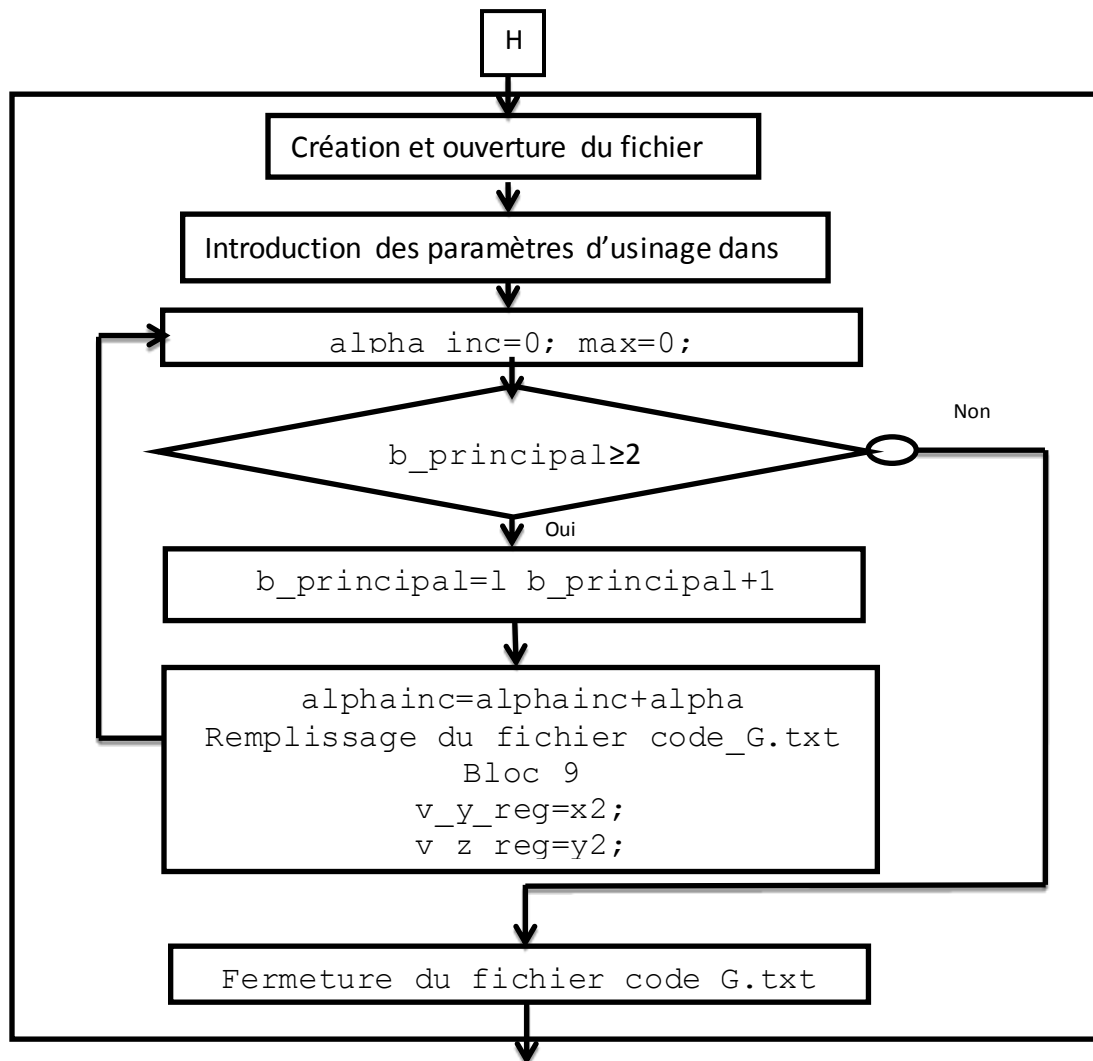 H
Création et ouverture du fichier
Introduction des paramètres d’usinage dans
alpha inc=0; max=0;
Non
b_principal≥2
Oui
b_principal=l b_principal+1
alphainc=alphainc+alpha
Remplissage du fichier code_G.txt
Bloc 9
v_y_reg=x2;
v z reg=y2;
Fermeture du fichier code G.txt